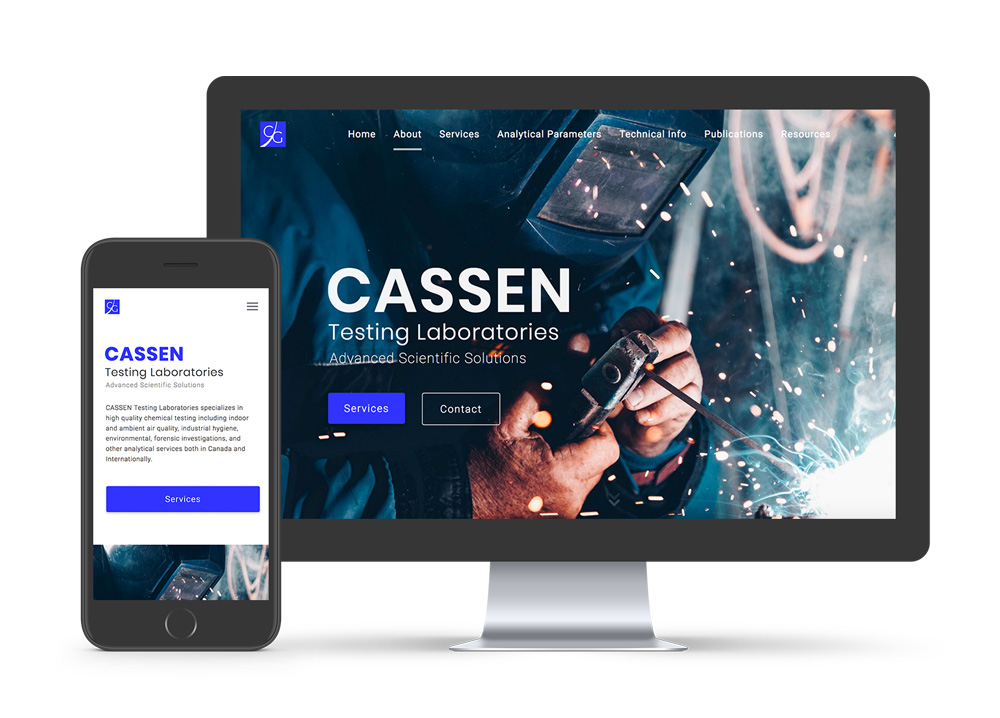 CG
Home About Services Analytical Parameters Technical Info Publications Resources
CASSEN
Testing Laboratories
Advanced Scientific Solutions
Services Contact
CG
CASSEN
Testing Laboratories
Advanced Scientific Solutions
CASSEN Testing Laboratories specializes in
high quality chemical testing including indoor
and ambient air quality, industrial hygiene,
environmental, forensic investigations, and
other analytical services both in Canada and
Internationally.
Services